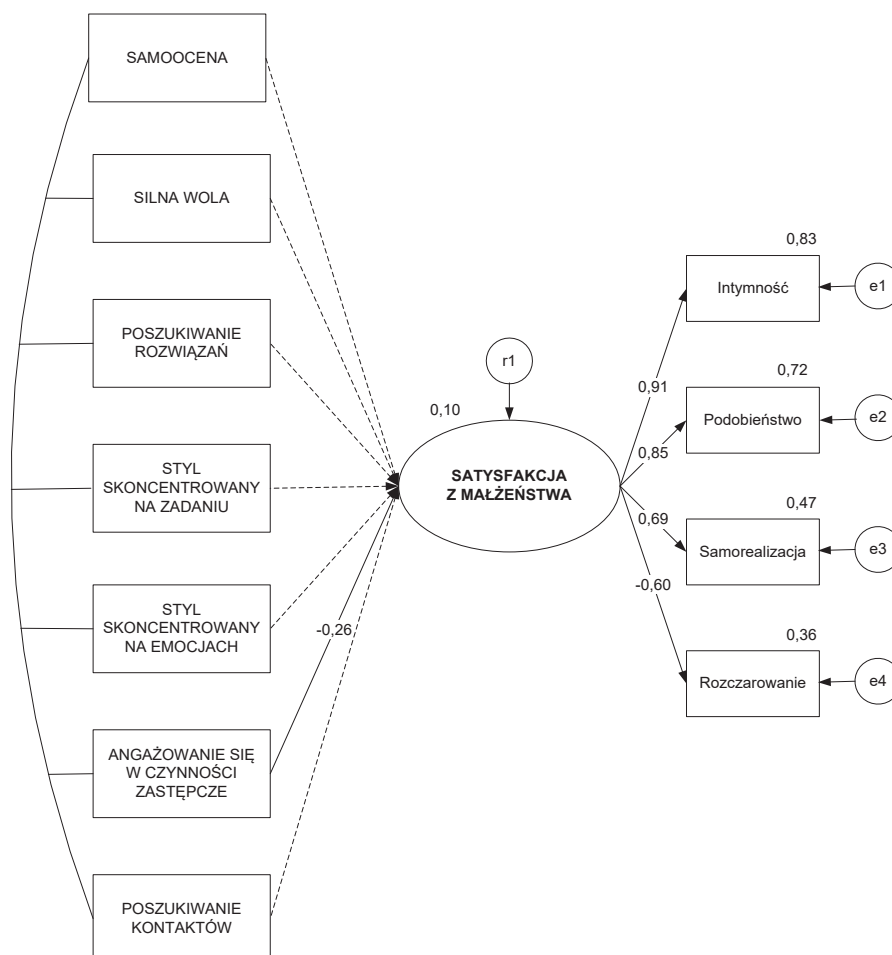 SAMOOCENA
SILNA WOLA
POSZUKIWANIE
ROZWIĄZAŃ
STYL
SKONCENTROWANY
NA ZADANIU
STYL
SKONCENTROWANY
NA EMOCJACH
ANGAŻOWANIE SIĘ
W CZYNNOŚCI
ZASTĘPCZE
POSZUKIWANIE
KONTAKTÓW
-0,26
r1
0,10
SATYSFAKCJA
Z MAŁŻEŃSTWA
0,91
0,85
0,69
-0,60
0,83
Intymność
e1
0,72
Podobieństwo
e2
0,47
Samorealizacja
e3
0,36
Rozczarowanie
e4